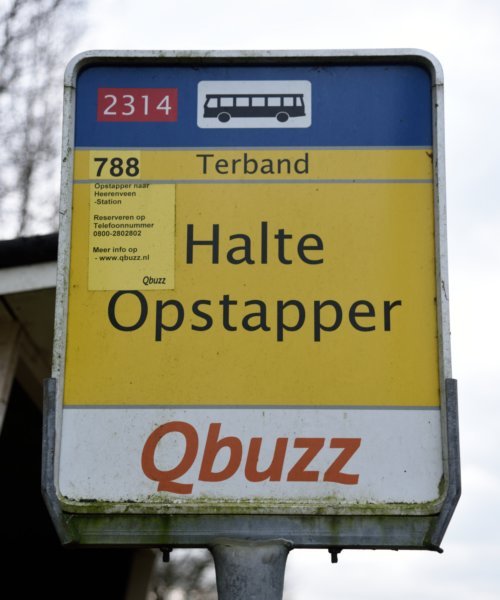 2314
788
Terband
Opstapper naar
Heerenveen
-Station
Reserveren op
Telefoonnummer
0800-2802802
Meer info op
- www.qbuzz.nl
Qbuzz
Halte
Opstapper
Qbuzz